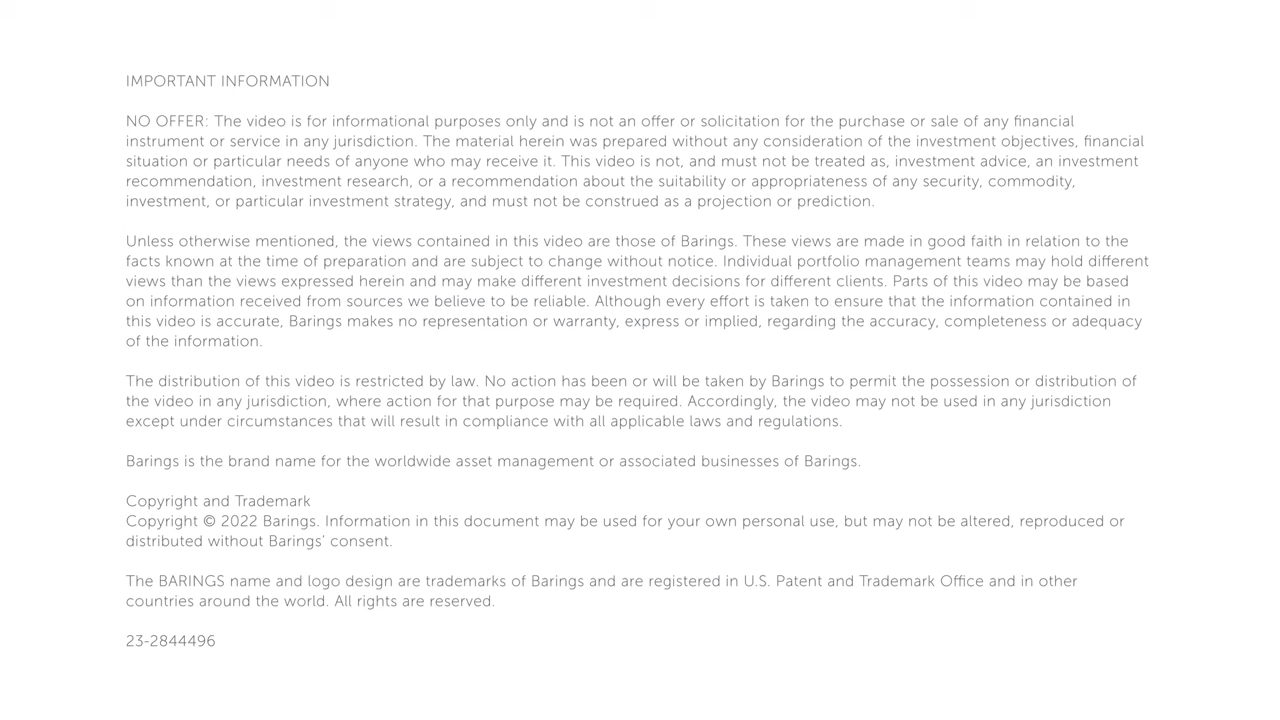 IMPORTANT INFORMATION
NO OFFER: The video is for informational purposes only and is not an offer or solicitation for the purchase or sale of any financial
instrument or service in any jurisdiction. The material herein was prepared without any consideration of the investment objectives, financial
situation or particular needs of anyone who may receive it. This video is not, and must not be treated as, investment advice, an investment
recommendation, investment research, or a recommendation about the suitability or appropriateness of any security, commodity,
investment, or particular investment strategy, and must not be construed as a projection or prediction.
Unless otherwise mentioned, the views contained in this video are those of Barings. These views are made in good faith in relation to the
facts known at the time of preparation and are subject to change without notice. Individual portfolio management teams may hold different
views than the views expressed herein and may make different investment decisions for different clients. Parts of this video may be based
on information received from sources we believe to be reliable. Although every effort is taken to ensure that the information contained in
this video is accurate, Barings makes no representation or warranty, express or implied, regarding the accuracy, completeness or adequacy
of the information.
The distribution of this video is restricted by law. No action has been or will be taken by Barings to permit the possession or distribution of
the video in any jurisdiction, where action for that purpose may be required. Accordingly, the video may not be used in any jurisdiction
except under circumstances that will result in compliance with all applicable laws and regulations.
Barings is the brand name for the worldwide asset management or associated businesses of Barings.
Copyright and Trademark
Copyright © 2022 Barings. Information in this document may be used for your own personal use, but may not be altered, reproduced or
distributed without Barings’ consent.
The BARINGS name and logo design are trademarks of Barings and are registered in U.S. Patent and Trademark Office and in other
countries around the world. All rights are reserved.
23-2844496